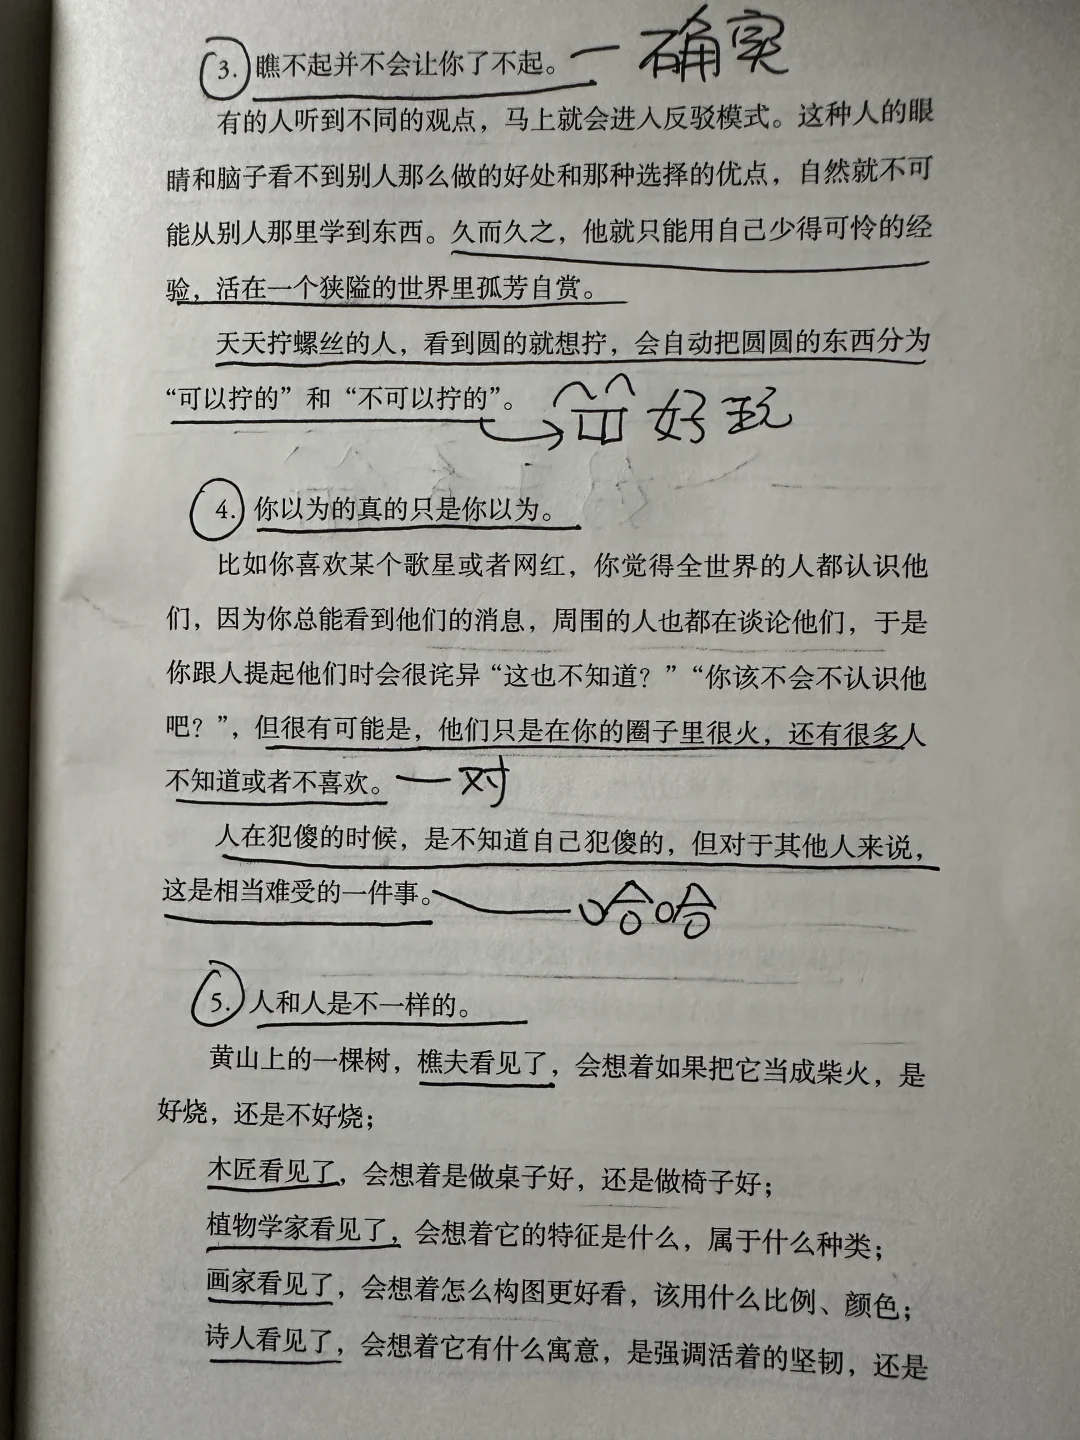 3. 瞧不起并不会让你了不起。 一确实
有的人听到不同的观点，马上就会进入反驳模式。这种人的眼
睛和脑子看不到别人那么做的好处和那种选择的优点，自然就不可
能从别人那里学到东西。久而久之，他就只能用自己少得可怜的经
验，活在一个狭隘的世界里孤芳自赏。
天天拧螺丝的人，看到圆的就想拧，会自动把圆圆的东西分为
“可以拧的”和“不可以拧的”。 好玩
4. 你以为的真的只是你以为。
比如你喜欢某个歌星或者网红，你觉得全世界的人都认识他
们，因为你总能看到他们的消息，周围的人也都在谈论他们，于是
你跟人提起他们时会很诧异“这也不知道？”“你该不会不认识他
吧？”，但很有可能是，他们只是在你的圈子里很火，还有很多人
不知道或者不喜欢。 一对
人在犯傻的时候，是不知道自己犯傻的，但对于其他人来说，
这是相当难受的一件事。 哈哈
5. 人和人是不一样的。
黄山上的一棵树，樵夫看见了，会想着如果把它当成柴火，是
好烧，还是不好烧；
木匠看见了，会想着是做桌子好，还是做椅子好；
植物学家看见了，会想着它的特征是什么，属于什么种类；
画家看见了，会想着怎么构图更好看，该用什么比例、颜色；
诗人看见了，会想着它有什么寓意，是强调活着的坚韧，还是